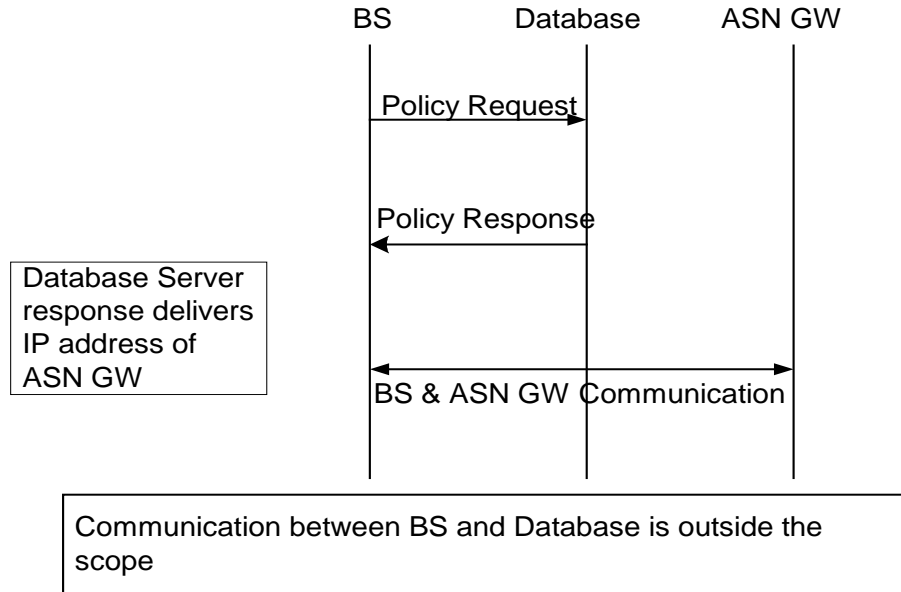 BS Database ASN GW
Policy Request
Policy Response
Database Server
response delivers
IP address of
ASN GW
BS & ASN GW Communication
Communication between BS and Database is outside the
scope